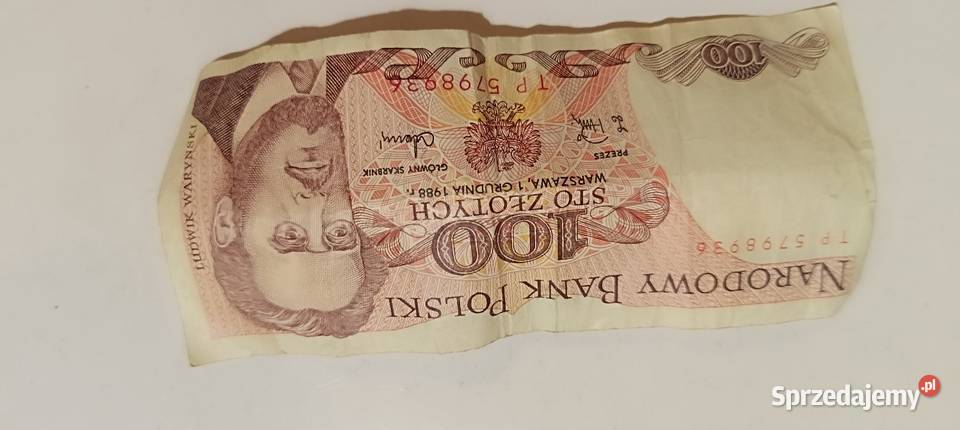 NARODOWY BANK POLSKI
TP 5798936
100
STO ZŁOTYCH
WARSZAWA, 1 GRUDNIA 1988 r.
PREZES
GŁÓWNY SKARBNIK
TP 5798936
100
LUDWIK WARYŃSKI
Sprzedajemy.pl